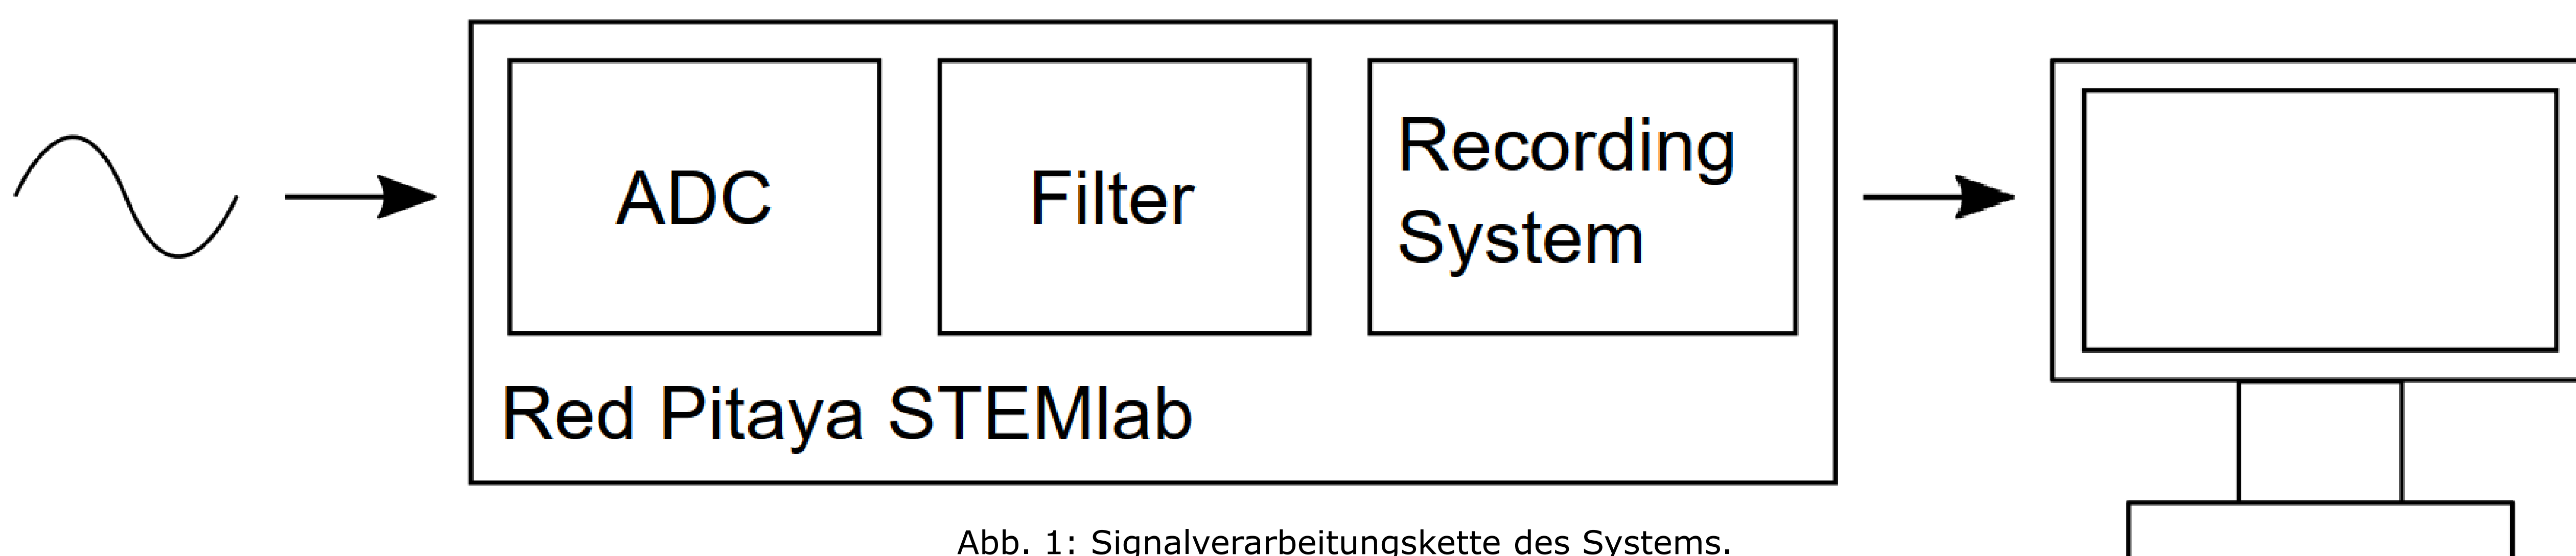 ADC
Filter
Recording
System
Red Pitaya STEMlab
Abb. 1: Signalverarbeitungskette des Systems.